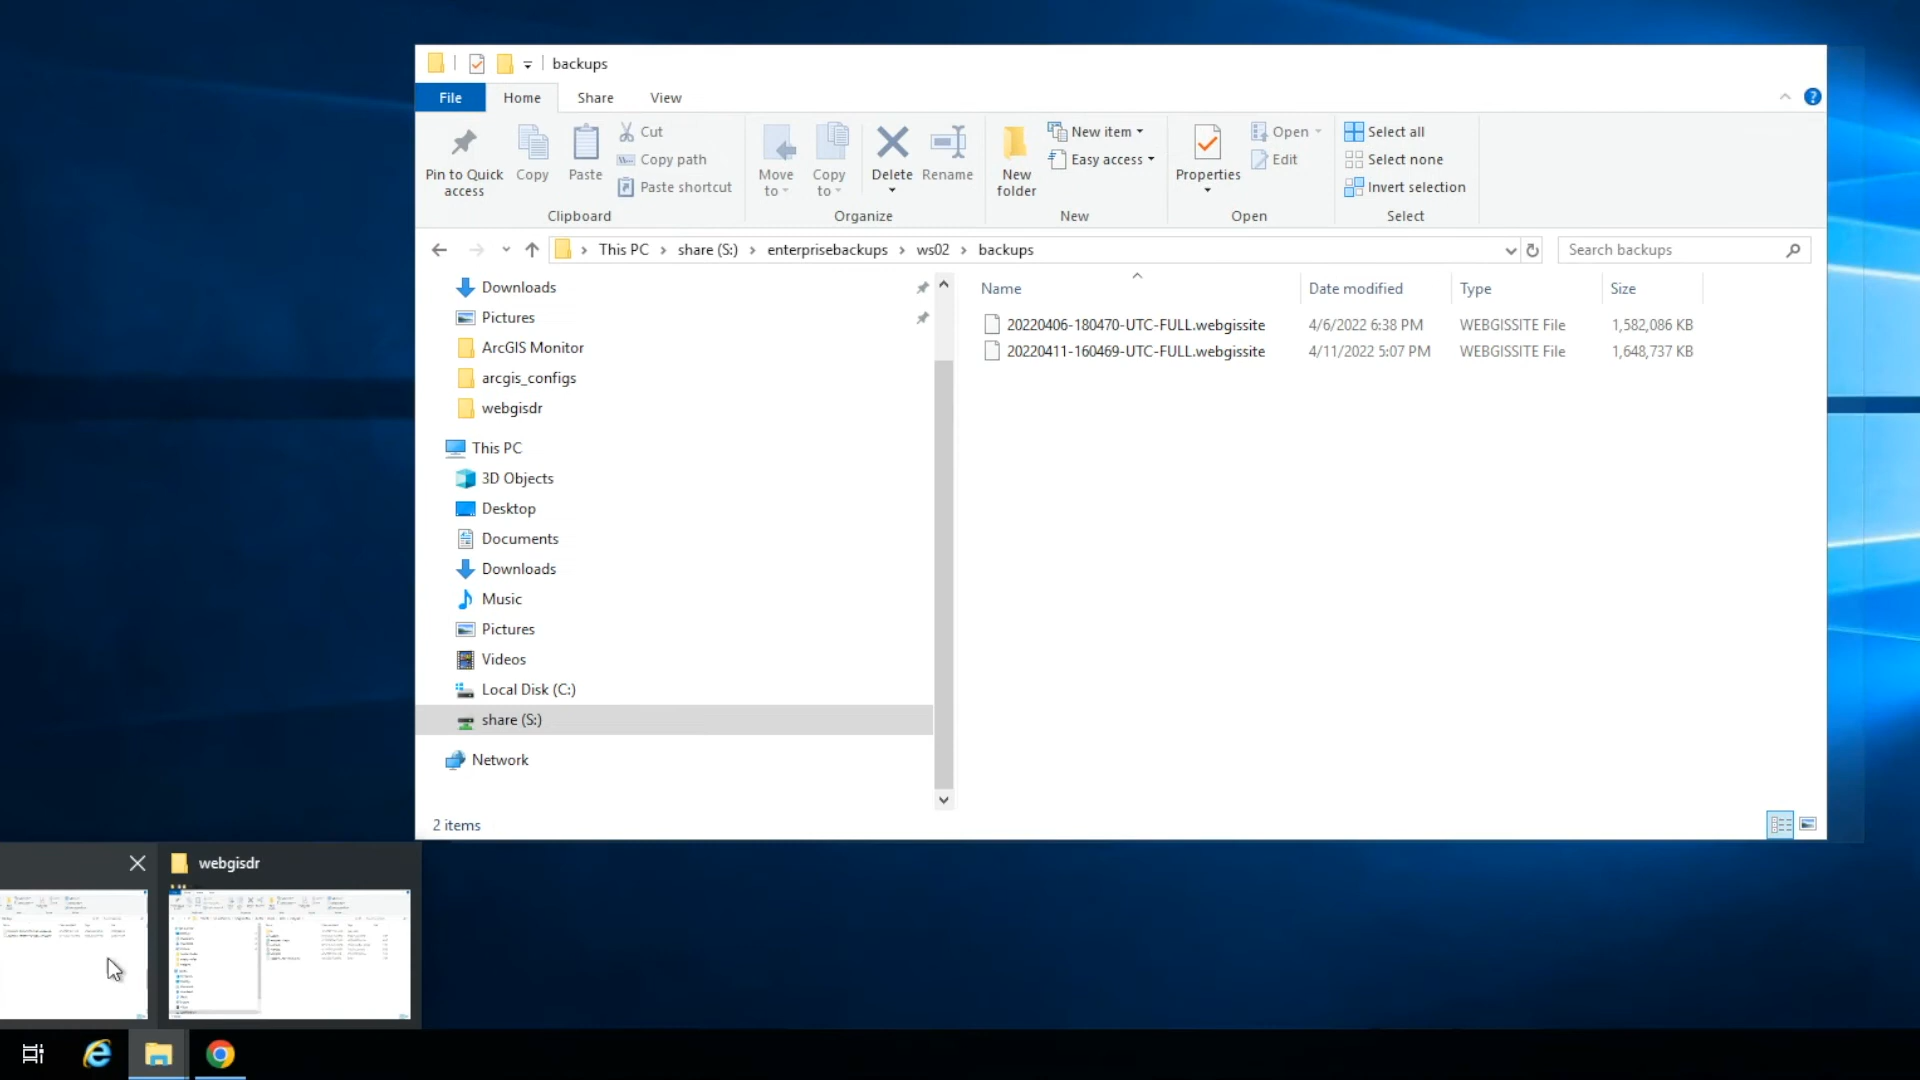 backups
File
Home
Share
View
Pin to Quick access
Copy
Paste
Cut
Copy path
Paste shortcut
Clipboard
Move to
Copy to
Delete
Rename
Organize
New folder
New item
Easy access
New
Properties
Open
Edit
Open
Select all
Select none
Invert selection
Select
This PC > share (S:) > enterprisebackups > ws02 > backups
Search backups
Downloads
Pictures
ArcGIS Monitor
arcgis_configs
webgisdr
This PC
3D Objects
Desktop
Documents
Downloads
Music
Pictures
Videos
Local Disk (C:)
share (S:)
Network
Name Date modified Type Size
20220406-180470-UTC-FULL.webgissite 4/6/2022 6:38 PM WEBGISSITE File 1,582,086 KB
20220411-160469-UTC-FULL.webgissite 4/11/2022 5:07 PM WEBGISSITE File 1,648,737 KB
2 items
webgisdr